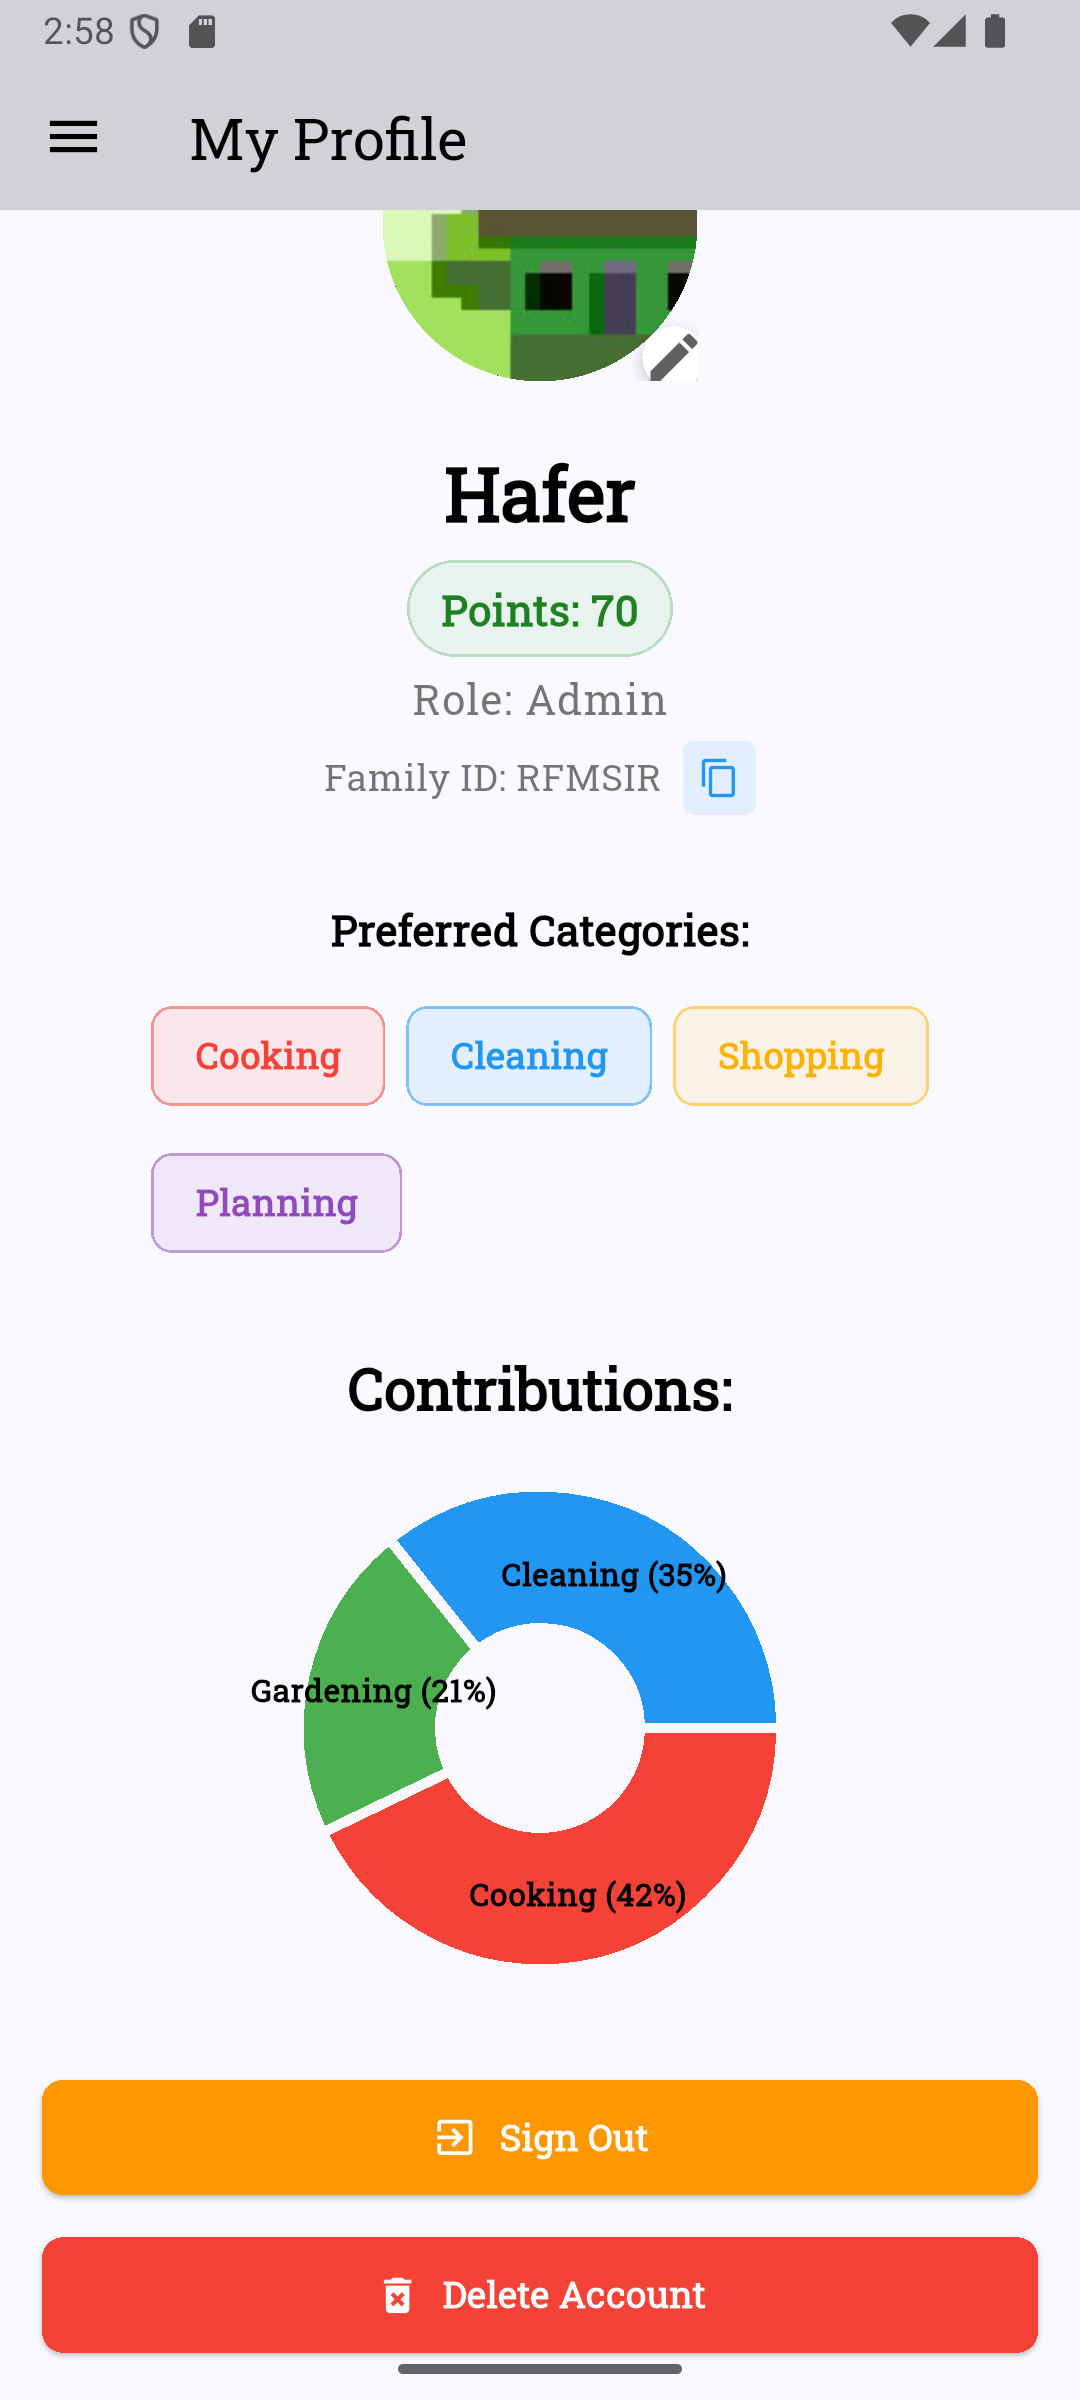 2:58
My Profile
Hafer
Points: 70
Role: Admin
Family ID: RFMSIR
Preferred Categories:
Cooking
Cleaning
Shopping
Planning
Contributions:
Cleaning (35%)
Gardening (21%)
Cooking (42%)
Sign Out
Delete Account